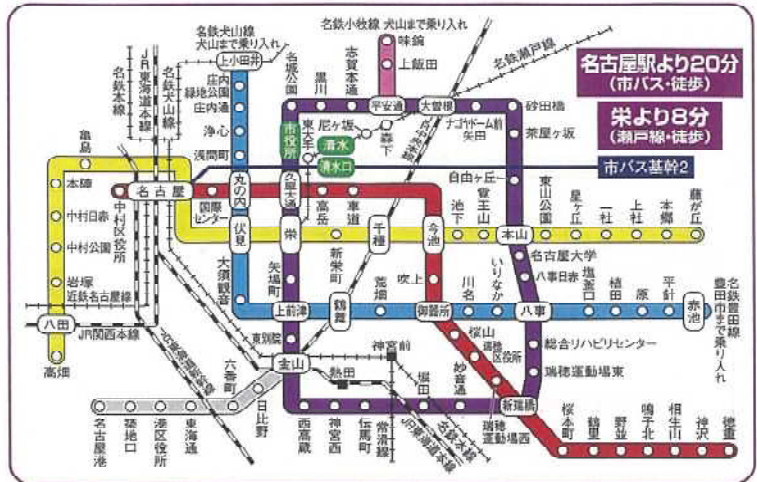 名鉄犬山線
犬山まで乗り入れ
上小田井
名鉄小牧線 犬山まで乗り入れ
味鋺
上飯田
名鉄瀬戸線
名古屋駅より20分
(市バス・徒歩)
栄より8分
(瀬戸線・徒歩)
市バス基幹2
名鉄本線
JR東海道本線
名鉄犬山線
庄内
緑地公園
庄内通
浄心
浅間町
丸の内
名城公園
黒川
志賀本通
平安通
大曽根
ナゴヤドーム前
矢田
砂田橋
茶屋ヶ坂
自由ヶ丘
市役所
東大手
尼ヶ坂
清水
清水口
森下
JR中央本線
亀島
本陣
中村日赤
中村公園
岩塚
近鉄名古屋線
八田
JR関西本線
高畑
名古屋
中村区役所
国際
センター
久屋大通
高岳
車道
伏見
栄
新栄町
千種
今池
池下
覚王山
本山
東山公園
星ヶ丘
一社
上社
本郷
藤が丘
大須観音
矢場町
上前津
鶴舞
荒畑
吹上
御器所
川名
いりなか
八事
名古屋大学
八事日赤
塩釜口
植田
原
平針
赤池
名鉄豊田線
豊田市まで乗り入れ
東別院
金山
神宮前
熱田
堀田
妙音通
桜山
瑞穂
区役所
瑞穂
運動場西
新瑞橋
総合リハビリセンター
瑞穂運動場東
JR東海道新幹線
六番町
日比野
名古屋港
築地口
港区役所
東海通
西高蔵
神宮西
伝馬町
常滑線
JR東海道本線
名鉄本線
桜本町
鶴里
野並
鳴子北
相生山
神沢
徳重